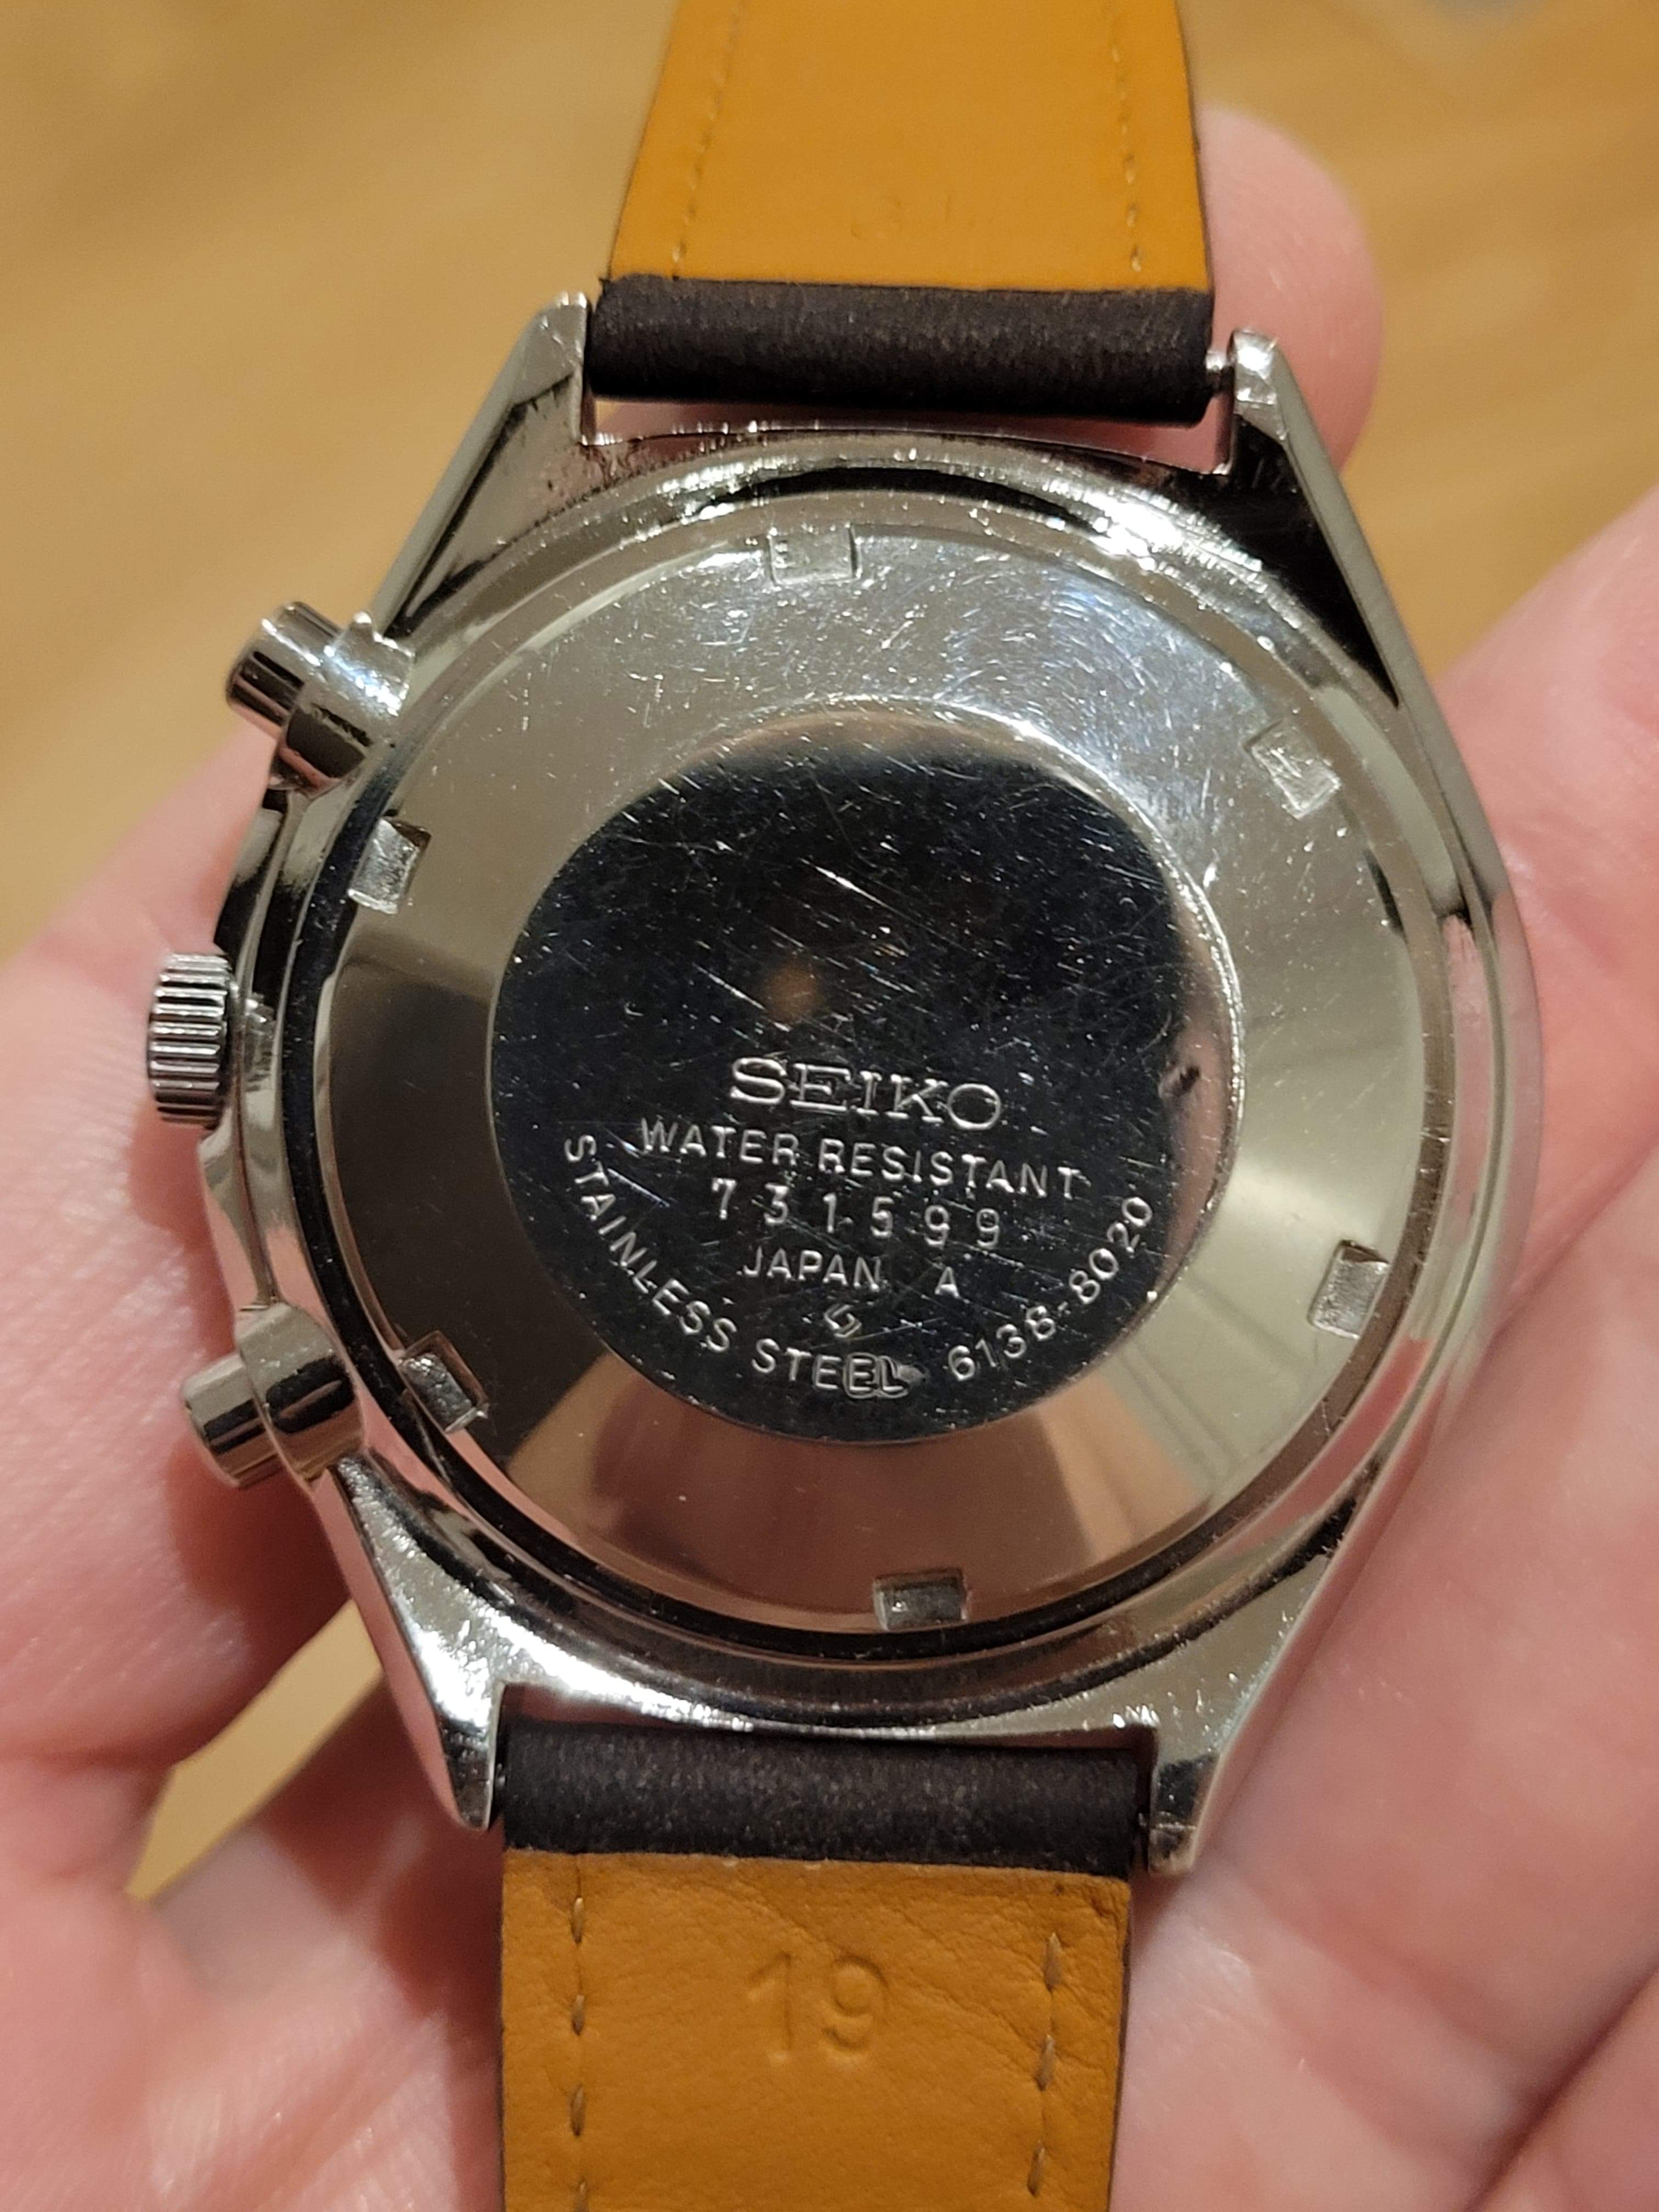 SEIKO
WATER RESISTANT
731599
JAPAN A
STAINLESS STEEL 6138-8020
19